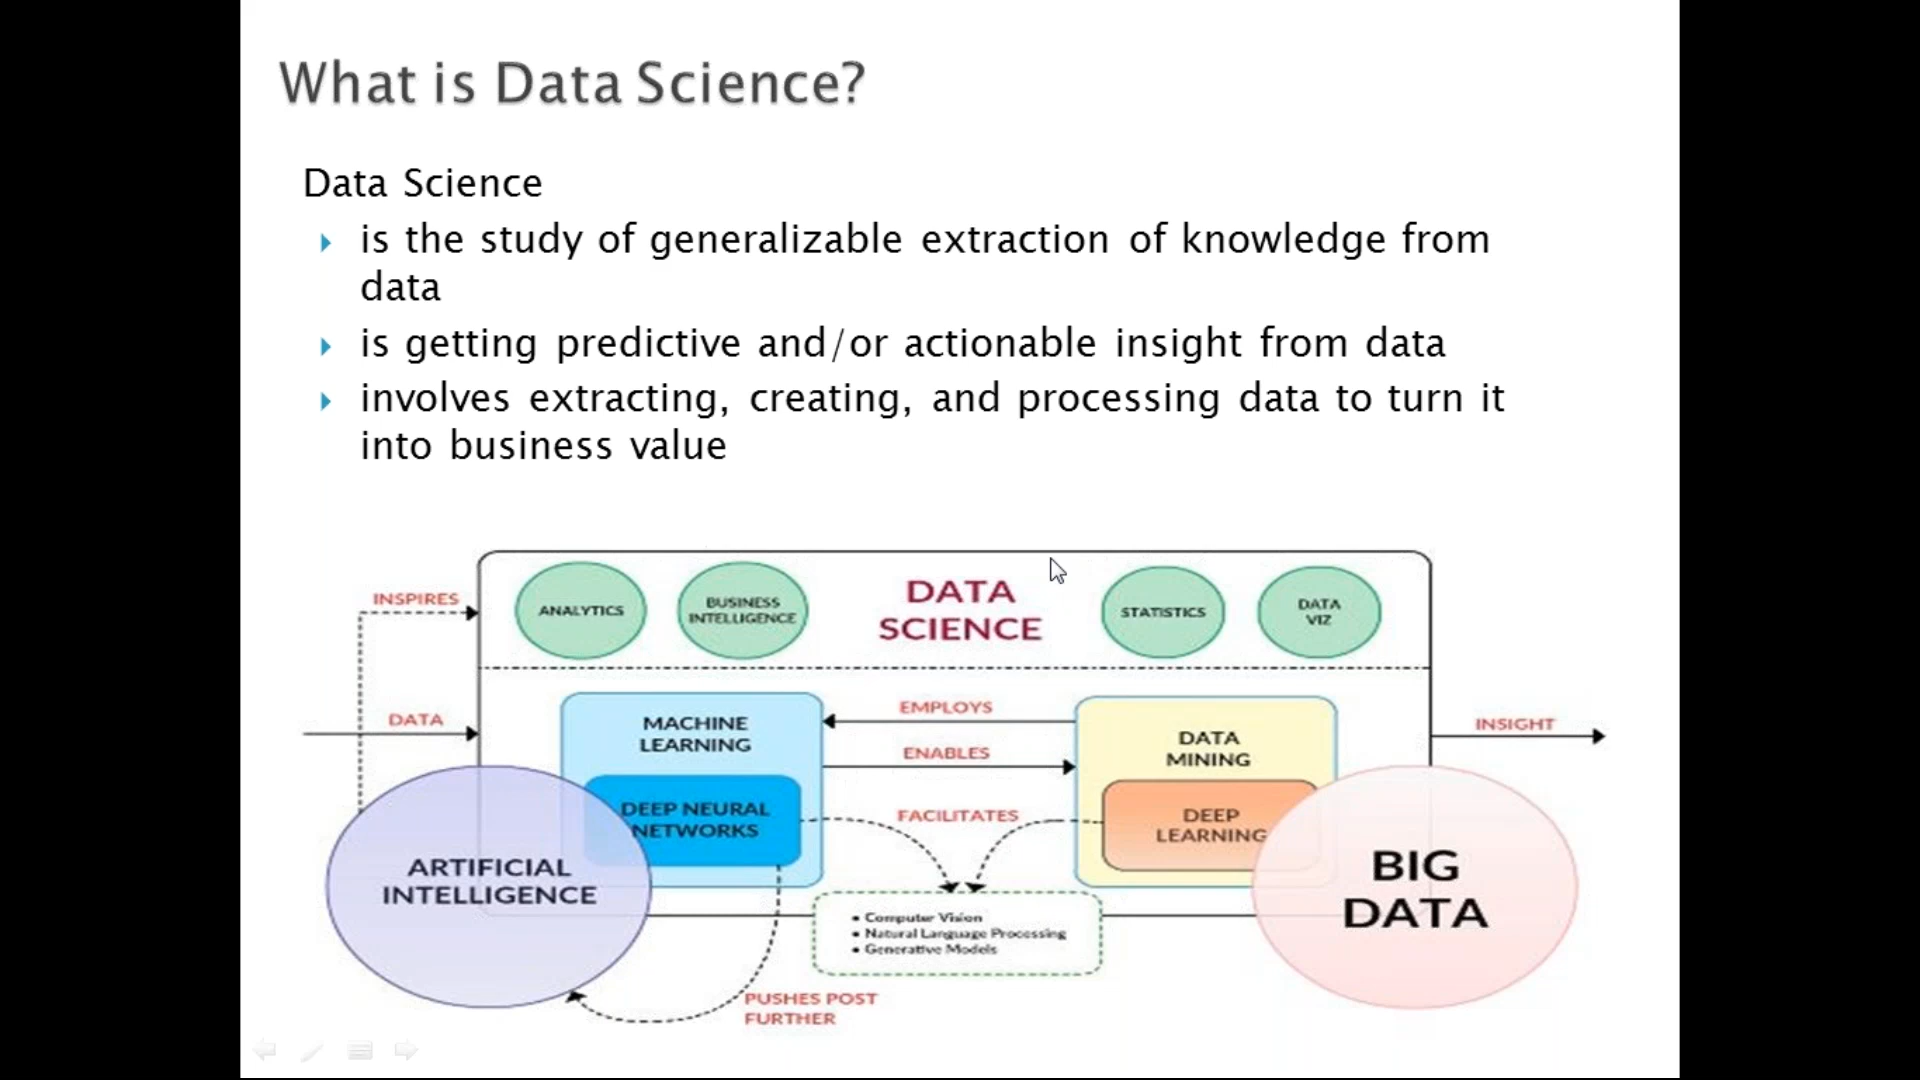 What is Data Science?
Data Science
is the study of generalizable extraction of knowledge from
data
is getting predictive and/or actionable insight from data
involves extracting, creating, and processing data to turn it
into business value
INSPIRES
ANALYTICS
BUSINESS
INTELLIGENCE
DATA
SCIENCE
STATISTICS
DATA
VIZ
DATA
MACHINE
LEARNING
EMPLOYS
ENABLES
DATA
MINING
INSIGHT
DEEP NEURAL
NETWORKS
FACILITATES
DEEP
LEARNING
ARTIFICIAL
INTELLIGENCE
BIG
DATA
• Computer Vision
• Natural Language Processing
• Generative Models
PUSHES POST
FURTHER